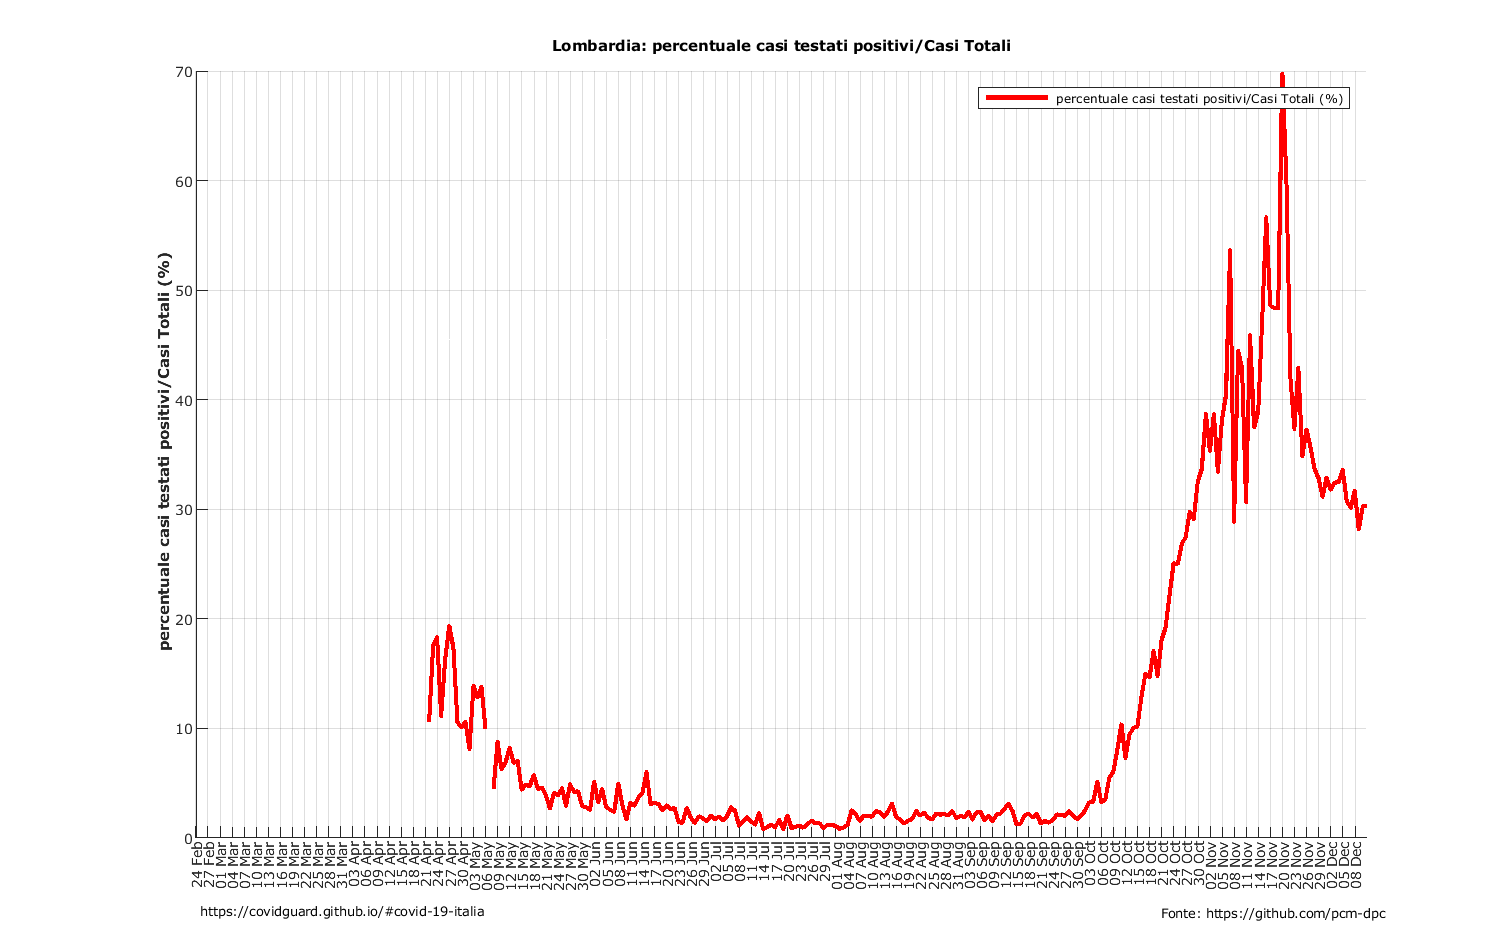 Lombardia: percentuale casi testati positivi/Casi Totali
percentuale casi testati positivi/Casi Totali (%)
percentuale casi testati positivi/Casi Totali (%)
70
60
50
40
30
20
10
0
24 Feb
27 Feb
01 Mar
04 Mar
07 Mar
10 Mar
13 Mar
16 Mar
19 Mar
22 Mar
25 Mar
28 Mar
31 Mar
03 Apr
06 Apr
09 Apr
12 Apr
15 Apr
18 Apr
21 Apr
24 Apr
27 Apr
30 Apr
03 May
06 May
09 May
12 May
15 May
18 May
21 May
24 May
27 May
30 May
02 Jun
05 Jun
08 Jun
11 Jun
14 Jun
17 Jun
20 Jun
23 Jun
26 Jun
29 Jun
02 Jul
05 Jul
08 Jul
11 Jul
14 Jul
17 Jul
20 Jul
23 Jul
26 Jul
29 Jul
01 Aug
04 Aug
07 Aug
10 Aug
13 Aug
16 Aug
19 Aug
22 Aug
25 Aug
28 Aug
31 Aug
03 Sep
06 Sep
09 Sep
12 Sep
15 Sep
18 Sep
21 Sep
24 Sep
27 Sep
30 Sep
03 Oct
06 Oct
09 Oct
12 Oct
15 Oct
18 Oct
21 Oct
24 Oct
27 Oct
30 Oct
02 Nov
05 Nov
08 Nov
11 Nov
14 Nov
17 Nov
20 Nov
23 Nov
26 Nov
29 Nov
02 Dec
05 Dec
08 Dec
https://covidguard.github.io/#covid-19-italia
Fonte: https://github.com/pcm-dpc